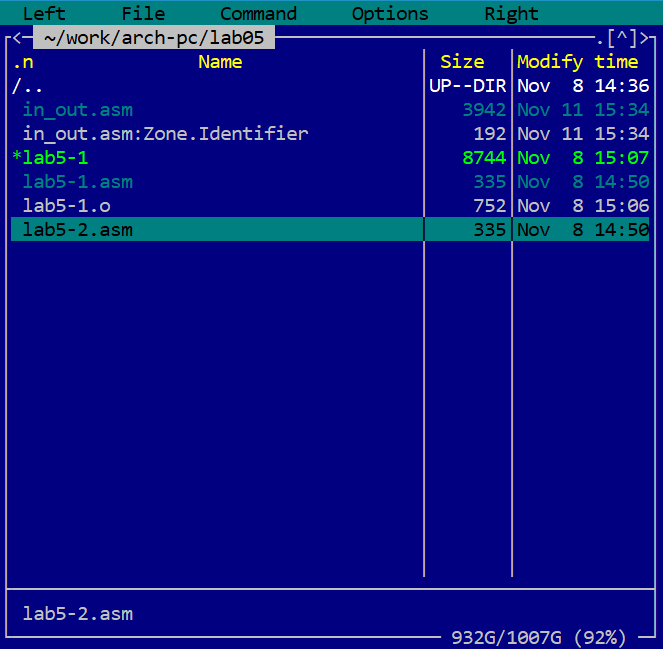 Left File Command Options Right
<─ ~/work/arch-pc/lab05 ─.[^]>
.n Name Size Modify time
/.. UP--DIR Nov 8 14:36
in_out.asm 3942 Nov 11 15:34
in_out.asm:Zone.Identifier 192 Nov 11 15:34
*lab5-1 8744 Nov 8 15:07
lab5-1.asm 335 Nov 8 14:50
lab5-1.o 752 Nov 8 15:06
lab5-2.asm 335 Nov 8 14:50
lab5-2.asm
932G/1007G (92%)